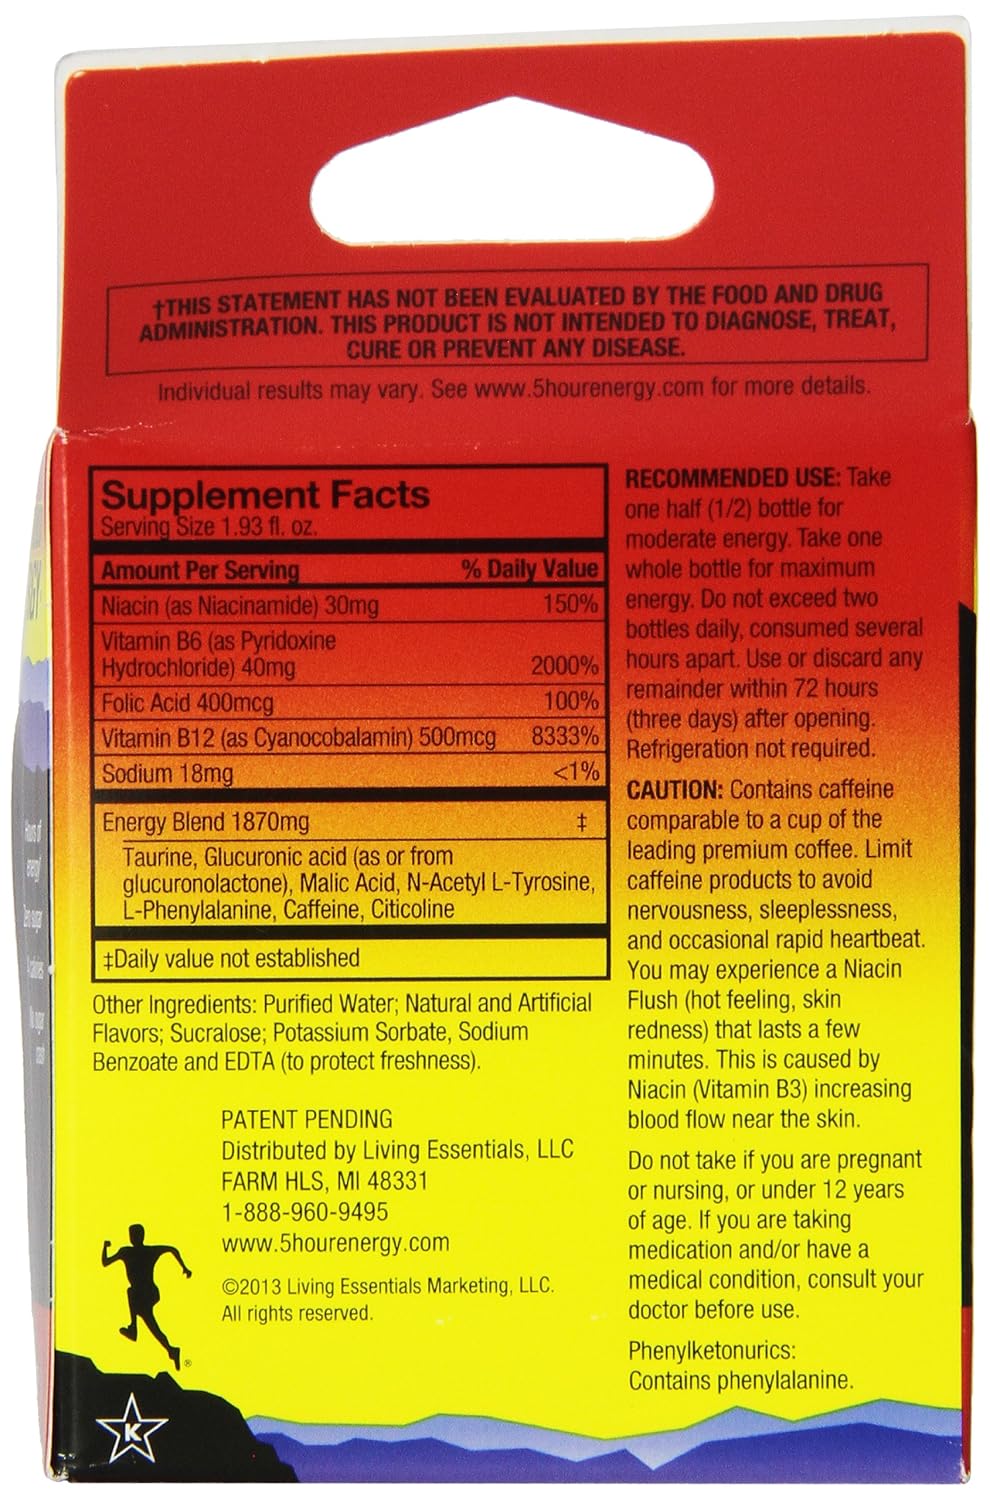 †THIS STATEMENT HAS NOT BEEN EVALUATED BY THE FOOD AND DRUG
ADMINISTRATION. THIS PRODUCT IS NOT INTENDED TO DIAGNOSE, TREAT,
CURE OR PREVENT ANY DISEASE.
Individual results may vary. See www.5hourenergy.com for more details.
Supplement Facts
Serving Size 1.93 fl. oz.
Amount Per Serving % Daily Value
Niacin (as Niacinamide) 30mg 150%
Vitamin B6 (as Pyridoxine
Hydrochloride) 40mg 2000%
Folic Acid 400mcg 100%
Vitamin B12 (as Cyanocobalamin) 500mcg 8333%
Sodium 18mg <1%
Energy Blend 1870mg ‡
Taurine, Glucuronic acid (as or from
glucuronolactone), Malic Acid, N-Acetyl L-Tyrosine,
L-Phenylalanine, Caffeine, Citicoline
‡Daily value not established
Other Ingredients: Purified Water; Natural and Artificial
Flavors; Sucralose; Potassium Sorbate, Sodium
Benzoate and EDTA (to protect freshness).
PATENT PENDING
Distributed by Living Essentials, LLC
FARM HLS, MI 48331
1-888-960-9495
www.5hourenergy.com
©2013 Living Essentials Marketing, LLC.
All rights reserved.
®
K
RECOMMENDED USE: Take
one half (1/2) bottle for
moderate energy. Take one
whole bottle for maximum
energy. Do not exceed two
bottles daily, consumed several
hours apart. Use or discard any
remainder within 72 hours
(three days) after opening.
Refrigeration not required.
CAUTION: Contains caffeine
comparable to a cup of the
leading premium coffee. Limit
caffeine products to avoid
nervousness, sleeplessness,
and occasional rapid heartbeat.
You may experience a Niacin
Flush (hot feeling, skin
redness) that lasts a few
minutes. This is caused by
Niacin (Vitamin B3) increasing
blood flow near the skin.
Do not take if you are pregnant
or nursing, or under 12 years
of age. If you are taking
medication and/or have a
medical condition, consult your
doctor before use.
Phenylketonurics:
Contains phenylalanine.